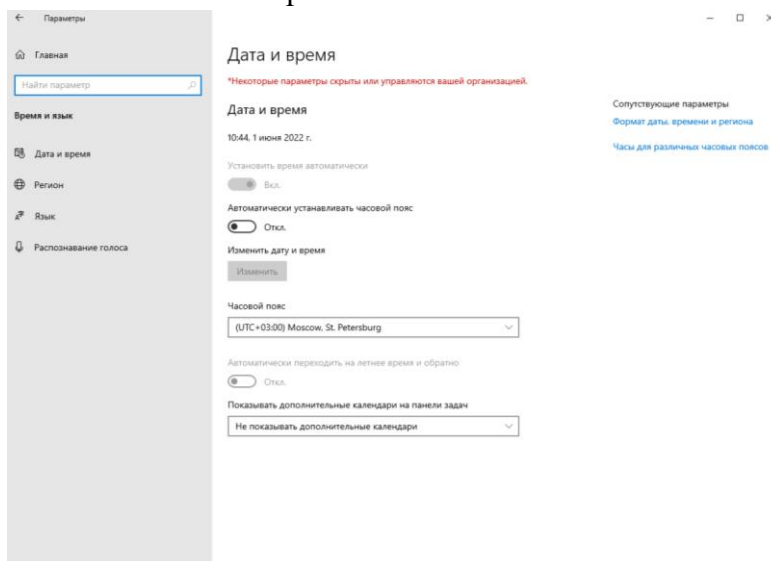 Параметры
Главная
Найти параметр
Время и язык
Дата и время
Регион
Язык
Распознавание голоса
Дата и время
*Некоторые параметры скрыты или управляются вашей организацией.
Дата и время
10:44, 1 июня 2022 г.
Установить время автоматически
Вкл.
Автоматически устанавливать часовой пояс
Откл.
Изменить дату и время
Изменить
Часовой пояс
(UTC+03:00) Moscow, St. Petersburg
Автоматически переходить на летнее время и обратно
Откл.
Показывать дополнительные календари на панели задач
Не показывать дополнительные календари
Сопутствующие параметры
Формат даты, времени и региона
Часы для различных часовых поясов